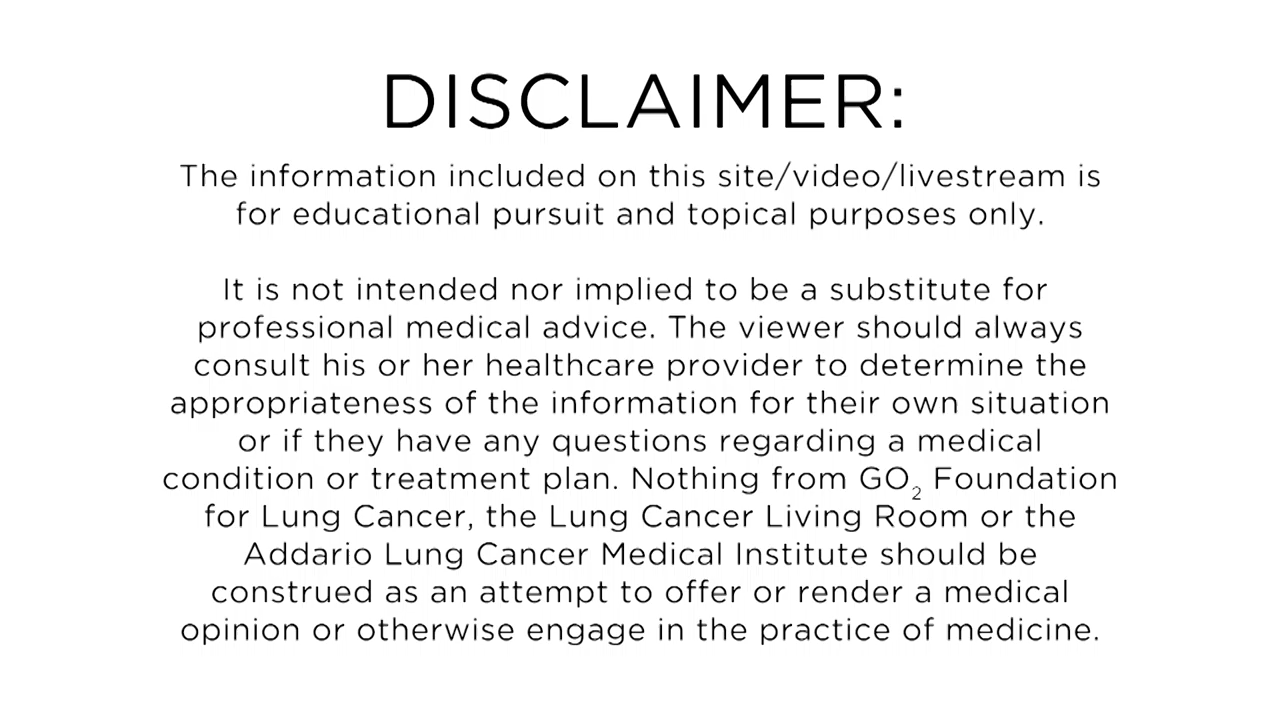 DISCLAIMER:
The information included on this site/video/livestream is
for educational pursuit and topical purposes only.
It is not intended nor implied to be a substitute for
professional medical advice. The viewer should always
consult his or her healthcare provider to determine the
appropriateness of the information for their own situation
or if they have any questions regarding a medical
condition or treatment plan. Nothing from GO₂ Foundation
for Lung Cancer, the Lung Cancer Living Room or the
Addario Lung Cancer Medical Institute should be
construed as an attempt to offer or render a medical
opinion or otherwise engage in the practice of medicine.